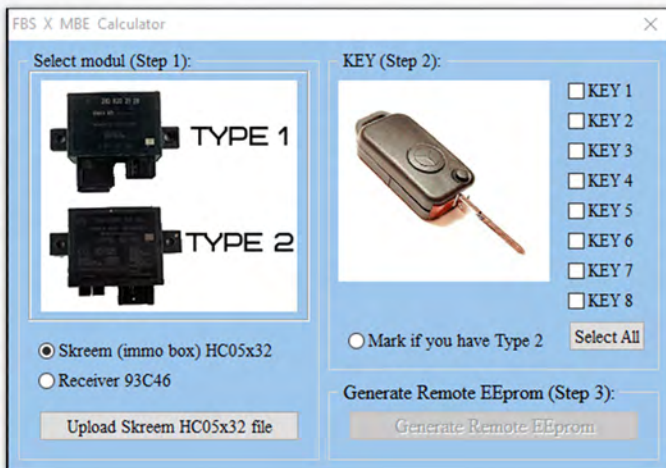 FBS X MBE Calculator
Select modul (Step 1):
TYPE 1
TYPE 2
Skreem (immo box) HC05x32
Receiver 93C46
Upload Skreem HC05x32 file
KEY (Step 2):
KEY 1
KEY 2
KEY 3
KEY 4
KEY 5
KEY 6
KEY 7
KEY 8
Mark if you have Type 2
Select All
Generate Remote EEprom (Step 3):
Generate Remote EEprom